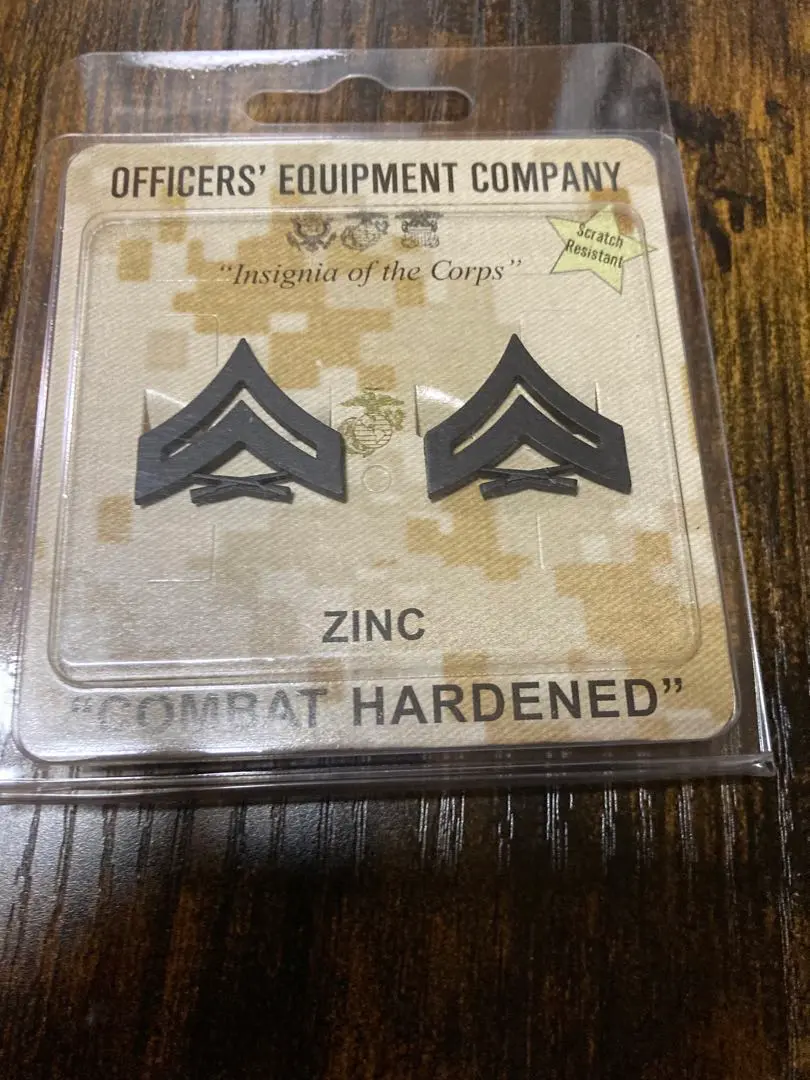 OFFICERS' EQUIPMENT COMPANY
"Insignia of the Corps"
Scratch
Resistant
ZINC
"COMBAT HARDENED"